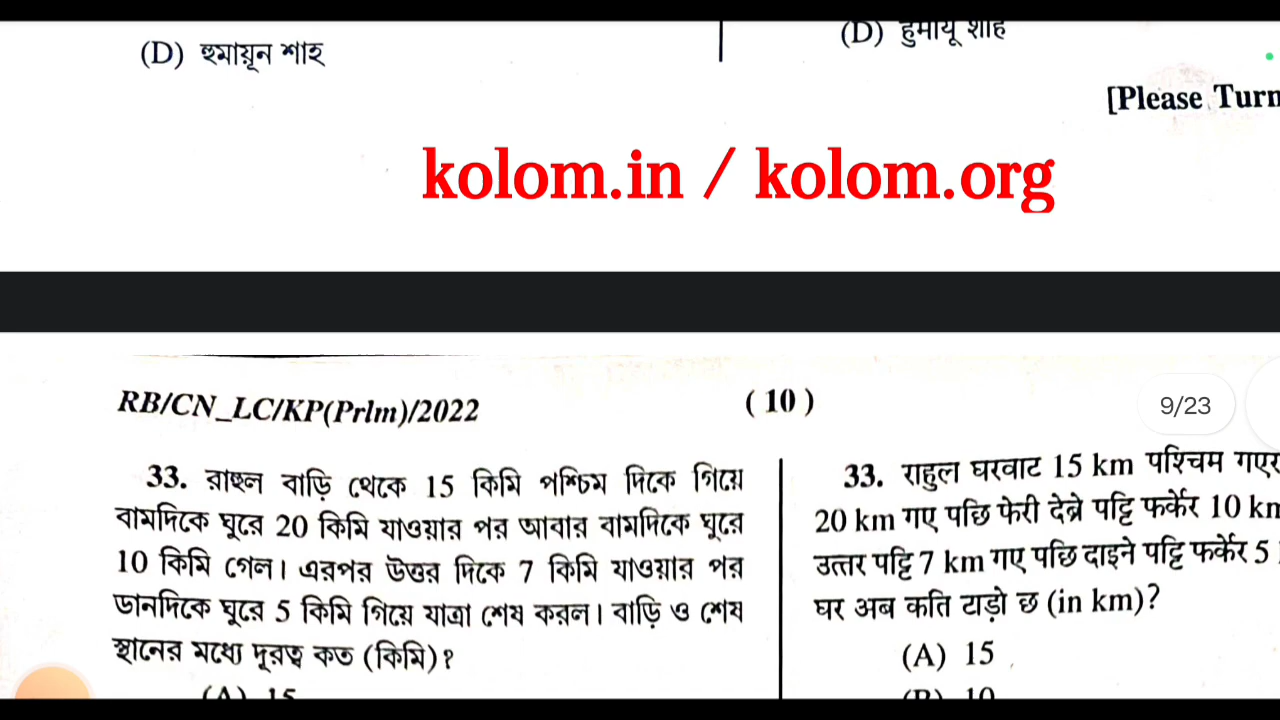 (D) হুমায়ূন শাহ
(D) हुमायू शाह
[Please Turn
kolom.in / kolom.org
RB/CN_LC/KP(Prlm)/2022
( 10 )
9/23
33. রাহুল বাড়ি থেকে 15 কিমি পশ্চিম দিকে গিয়ে
বামদিকে ঘুরে 20 কিমি যাওয়ার পর আবার বামদিকে ঘুরে
10 কিমি গেল। এরপর উত্তর দিকে 7 কিমি যাওয়ার পর
ডানদিকে ঘুরে 5 কিমি গিয়ে যাত্রা শেষ করল। বাড়ি ও শেষ
স্থানের মধ্যে দূরত্ব কত (কিমি)?
(A) 15
33. राहुल घरवाट 15 km पश्चिम गएर
20 km गए पछि फेरी देब्रे पट्टि फर्केर 10 km
उत्तर पट्टि 7 km गए पछि दाइने पट्टि फर्केर 5
घर अब कति टाड़ो छ (in km)?
(A) 15
(B) 10